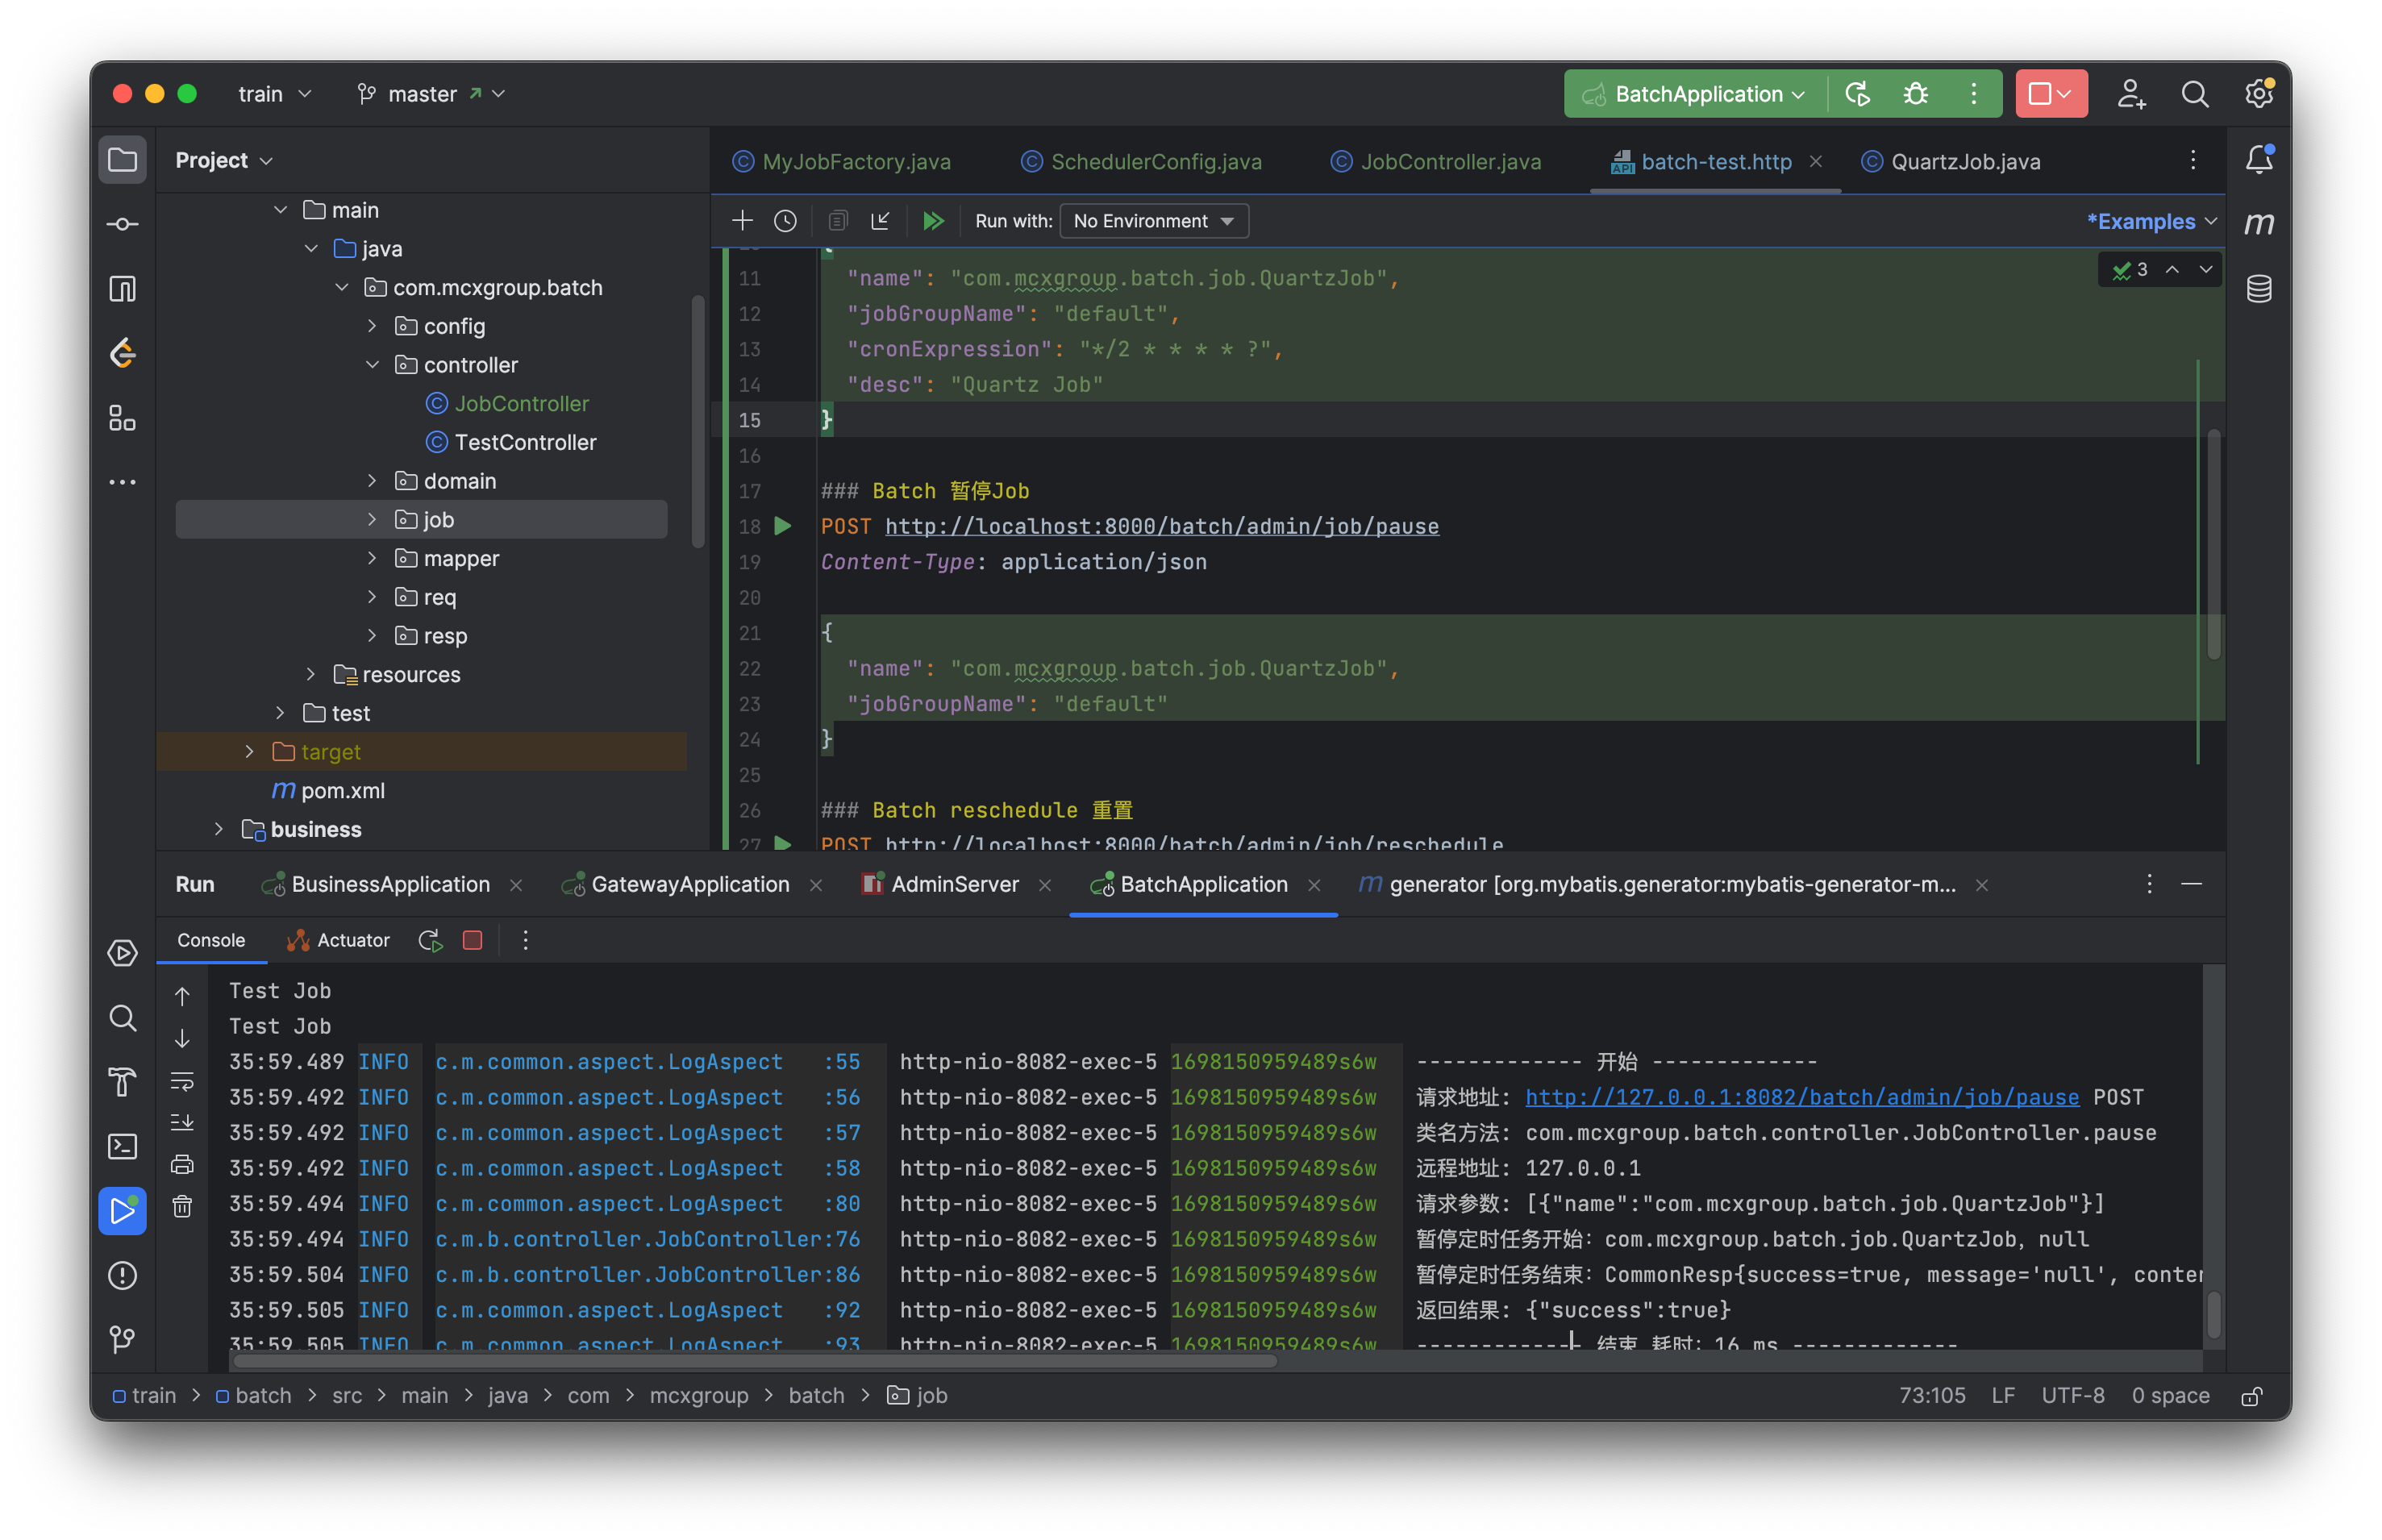 train master BatchApplication
Project
MyJobFactory.java SchedulerConfig.java JobController.java batch-test.http QuartzJob.java
Run with: No Environment *Examples
main
java
com.mcxgroup.batch
config
controller
JobController
TestController
domain
job
mapper
req
resp
resources
test
target
pom.xml
business
{
11 "name": "com.mcxgroup.batch.job.QuartzJob",
12 "jobGroupName": "default",
13 "cronExpression": "*/2 * * * * ?",
14 "desc": "Quartz Job"
15 }
16
17 ### Batch 暂停Job
18 POST http://localhost:8000/batch/admin/job/pause
19 Content-Type: application/json
20
21 {
22 "name": "com.mcxgroup.batch.job.QuartzJob",
23 "jobGroupName": "default"
24 }
25
26 ### Batch reschedule 重置
27 POST http://localhost:8000/batch/admin/job/reschedule
3
Run BusinessApplication GatewayApplication AdminServer BatchApplication generator [org.mybatis.generator:mybatis-generator-m...
Console Actuator
Test Job
Test Job
35:59.489 INFO c.m.common.aspect.LogAspect :55 http-nio-8082-exec-5 1698150959489s6w ------------- 开始 -------------
35:59.492 INFO c.m.common.aspect.LogAspect :56 http-nio-8082-exec-5 1698150959489s6w 请求地址: http://127.0.0.1:8082/batch/admin/job/pause POST
35:59.492 INFO c.m.common.aspect.LogAspect :57 http-nio-8082-exec-5 1698150959489s6w 类名方法: com.mcxgroup.batch.controller.JobController.pause
35:59.492 INFO c.m.common.aspect.LogAspect :58 http-nio-8082-exec-5 1698150959489s6w 远程地址: 127.0.0.1
35:59.494 INFO c.m.common.aspect.LogAspect :80 http-nio-8082-exec-5 1698150959489s6w 请求参数: [{"name":"com.mcxgroup.batch.job.QuartzJob"}]
35:59.494 INFO c.m.b.controller.JobController:76 http-nio-8082-exec-5 1698150959489s6w 暂停定时任务开始：com.mcxgroup.batch.job.QuartzJob，null
35:59.504 INFO c.m.b.controller.JobController:86 http-nio-8082-exec-5 1698150959489s6w 暂停定时任务结束：CommonResp{success=true, message='null', conten
35:59.505 INFO c.m.common.aspect.LogAspect :92 http-nio-8082-exec-5 1698150959489s6w 返回结果: {"success":true}
35:59.505 INFO c.m.common.aspect.LogAspect :93 http-nio-8082-exec-5 1698150959489s6w ------------- 结束 耗时：16 ms -------------
train > batch > src > main > java > com > mcxgroup > batch > job 73:105 LF UTF-8 0 space